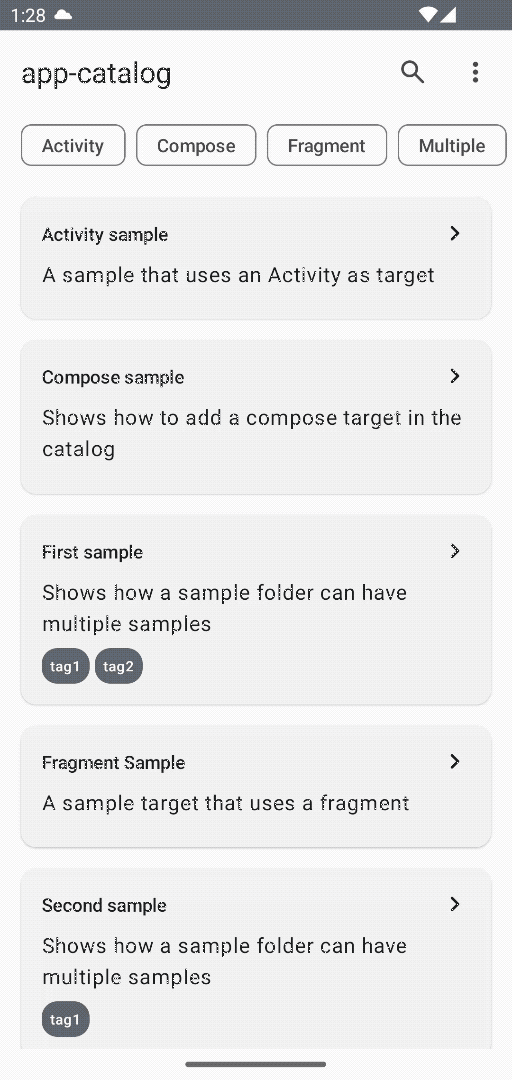 1:28
app-catalog
Activity Compose Fragment Multiple
Activity sample
A sample that uses an Activity as target
Compose sample
Shows how to add a compose target in the
catalog
First sample
Shows how a sample folder can have
multiple samples
tag1 tag2
Fragment Sample
A sample target that uses a fragment
Second sample
Shows how a sample folder can have
multiple samples
tag1